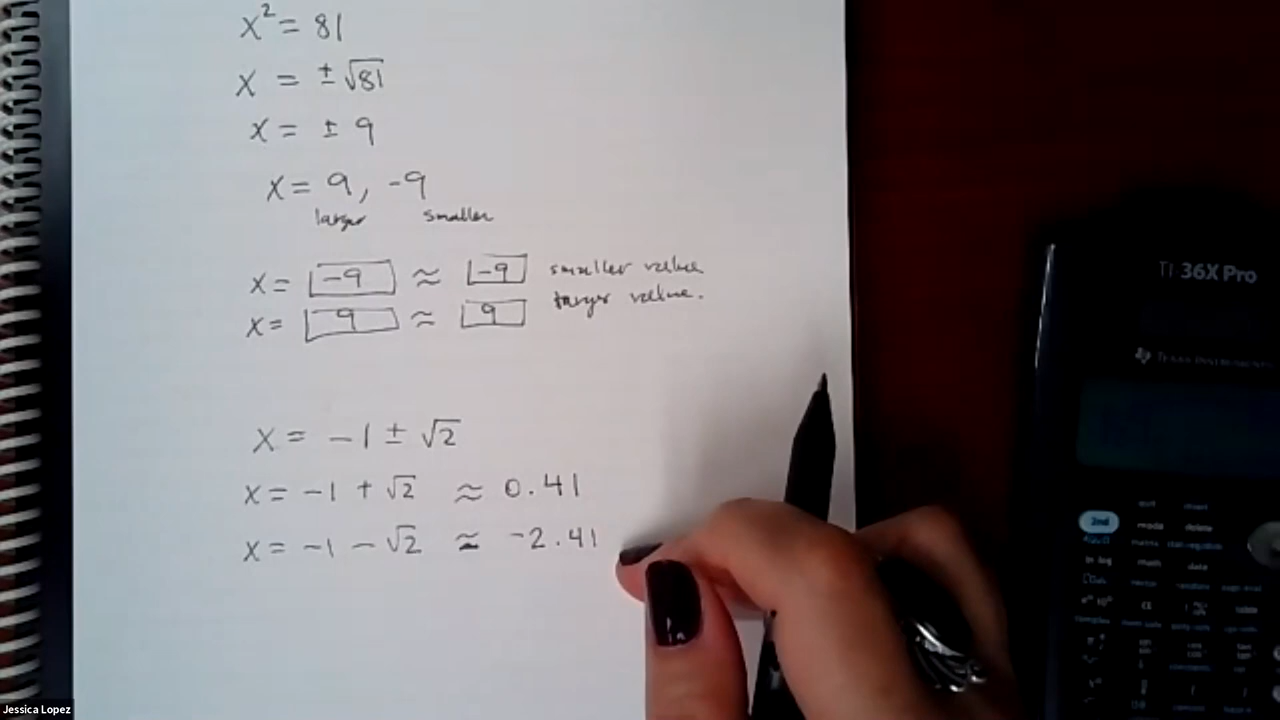 x² = 81
x = ±√81
x = ± 9
x = 9, -9
larger smaller
x = -9 ≈ -9 smaller value
x = 9 ≈ 9 larger value.
x = -1 ± √2
x = -1 + √2 ≈ 0.41
x = -1 - √2 ≈ -2.41
TI 36X Pro
TEXAS INSTRUMENTS
2nd
mode
delete
math
Jessica Lopez